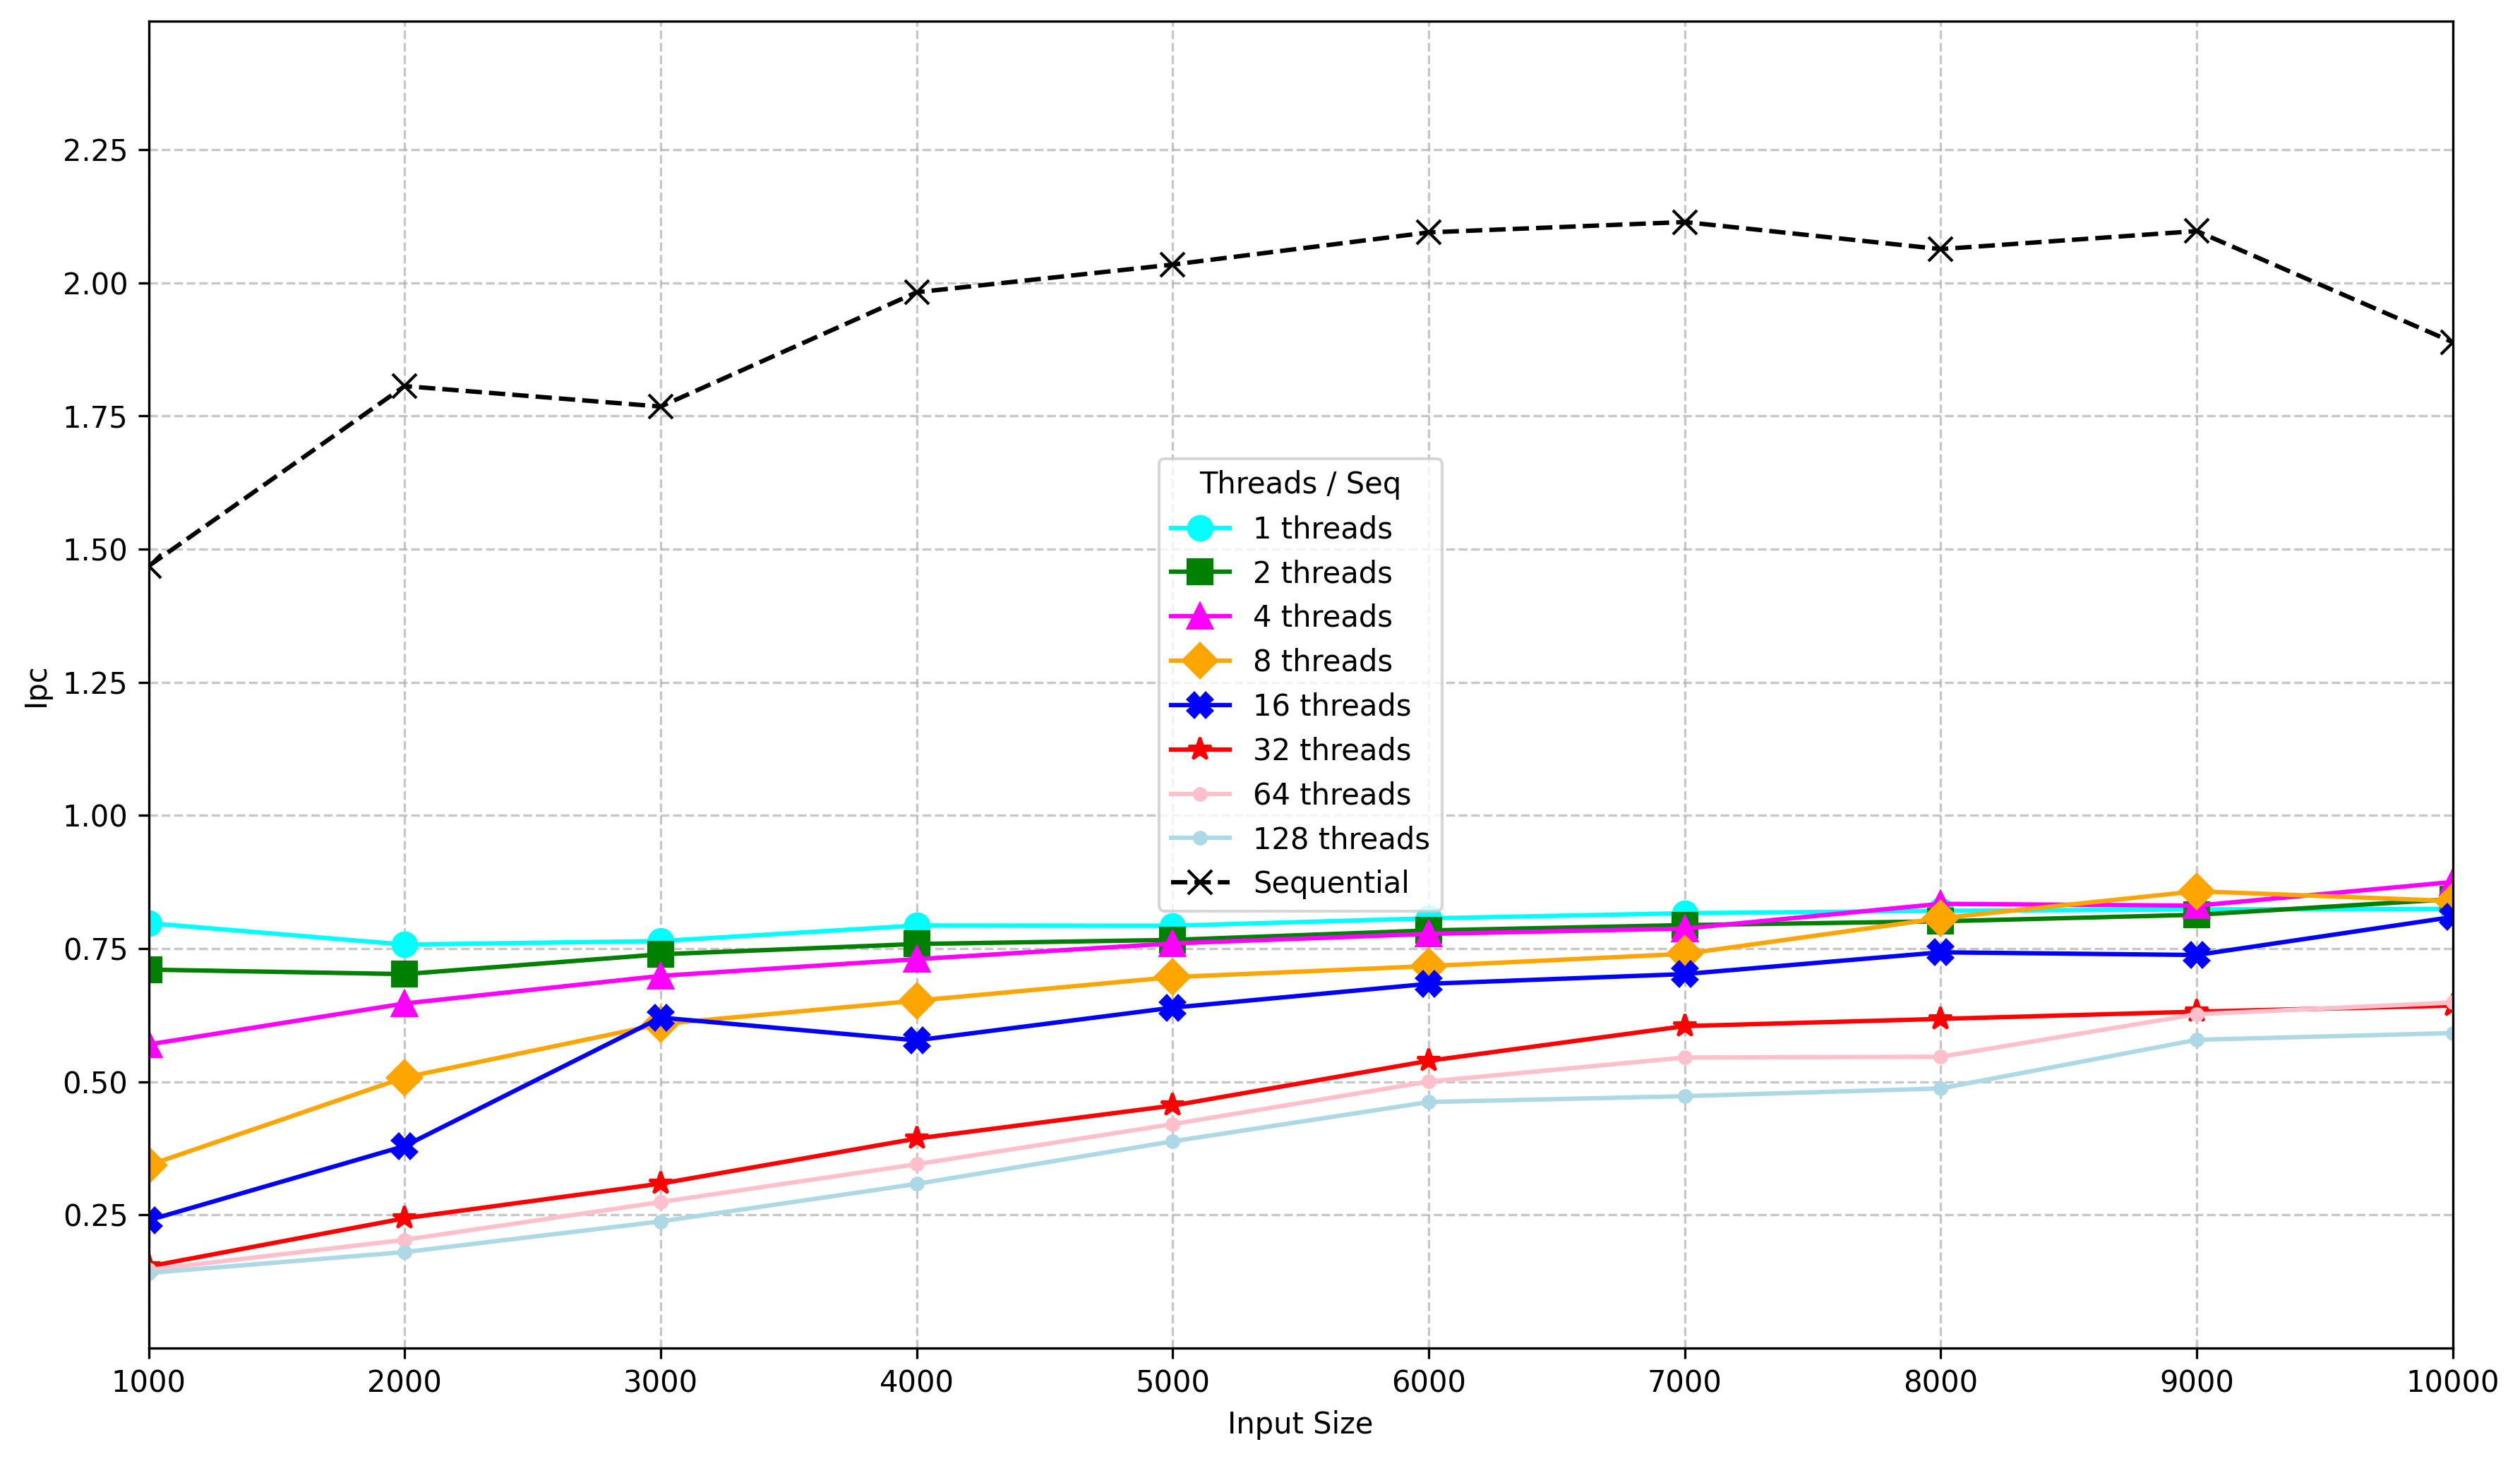 2.25
2.00
1.75
1.50
1.25
1.00
0.75
0.50
0.25
Ipc
Threads / Seq
1 threads
2 threads
4 threads
8 threads
16 threads
32 threads
64 threads
128 threads
Sequential
1000 2000 3000 4000 5000 6000 7000 8000 9000 10000
Input Size